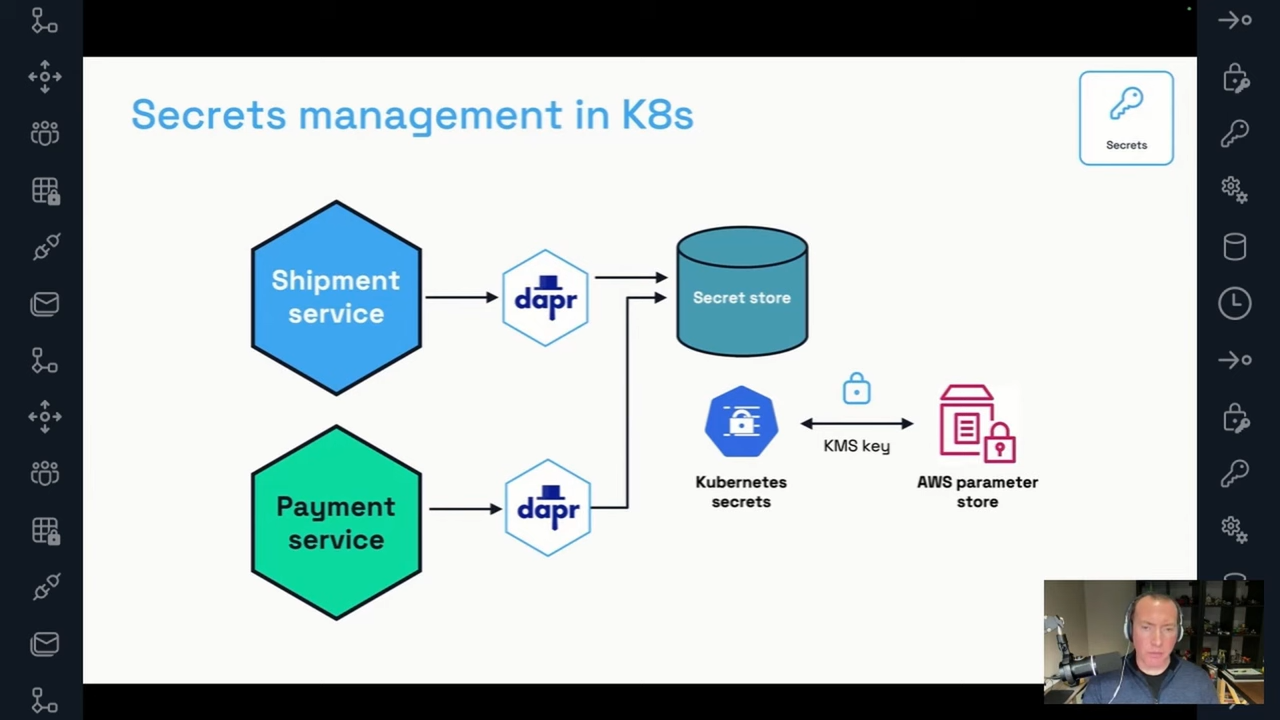 Secrets management in K8s
Secrets
Shipment
service
dapr
Secret store
KMS key
Kubernetes
secrets
AWS parameter
store
Payment
service
dapr